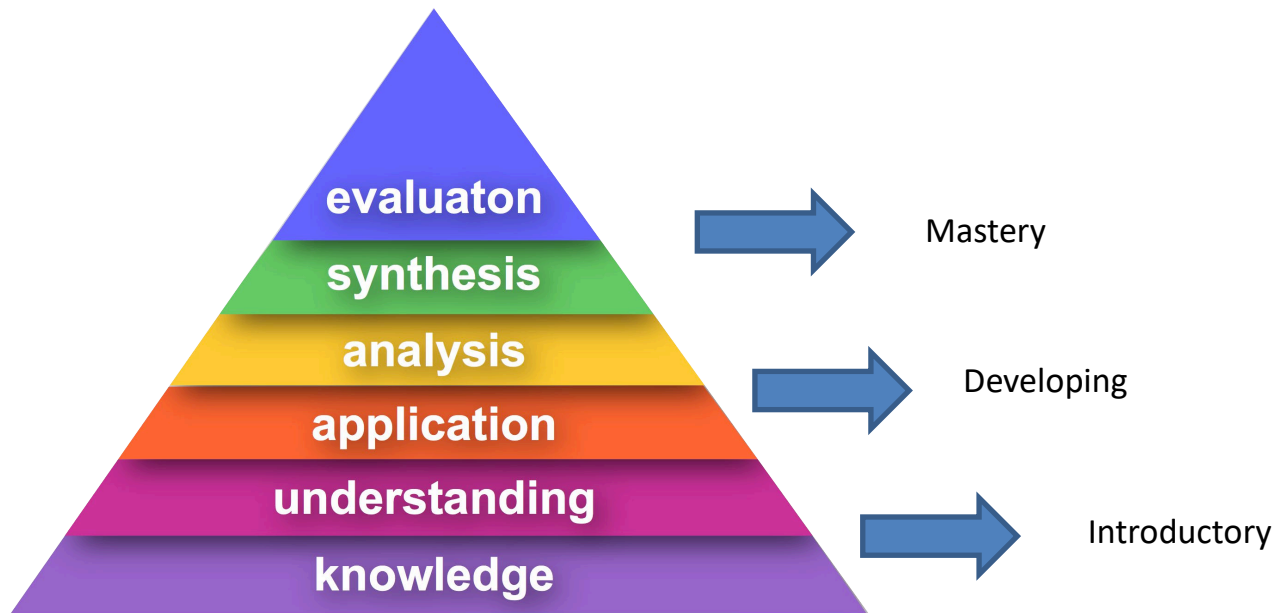 evaluaton
synthesis
analysis
application
understanding
knowledge
Mastery
Developing
Introductory